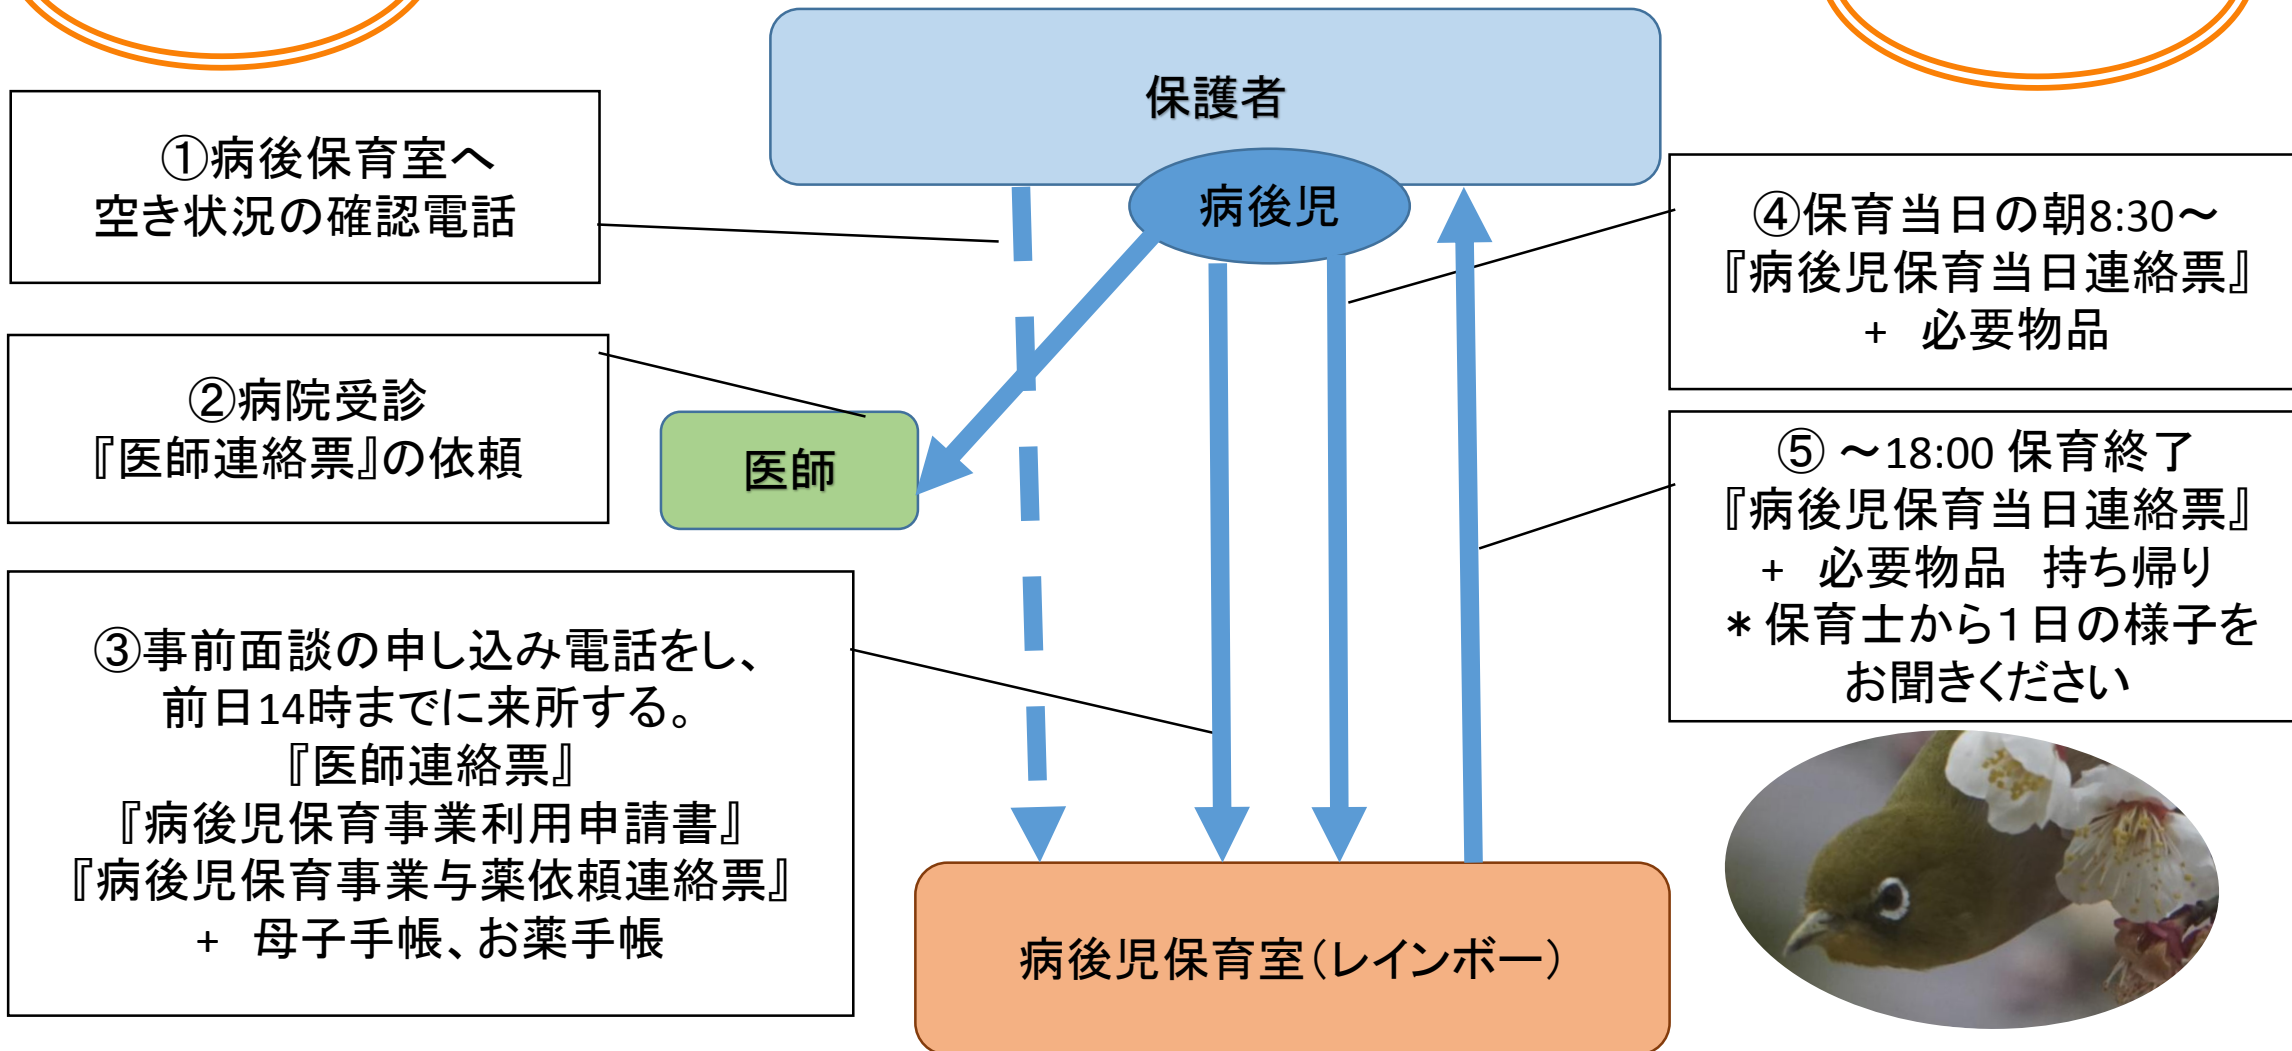 保護者
病後児
①病後保育室へ
空き状況の確認電話
②病院受診
『医師連絡票』の依頼
医師
③事前面談の申し込み電話をし、
前日14時までに来所する。
『医師連絡票』
『病後児保育事業利用申請書』
『病後児保育事業与薬依頼連絡票』
+ 母子手帳、お薬手帳
④保育当日の朝8:30～
『病後児保育当日連絡票』
+ 必要物品
⑤ ～18:00 保育終了
『病後児保育当日連絡票』
+ 必要物品 持ち帰り
＊保育士から１日の様子を
お聞きください
病後児保育室(レインボー)